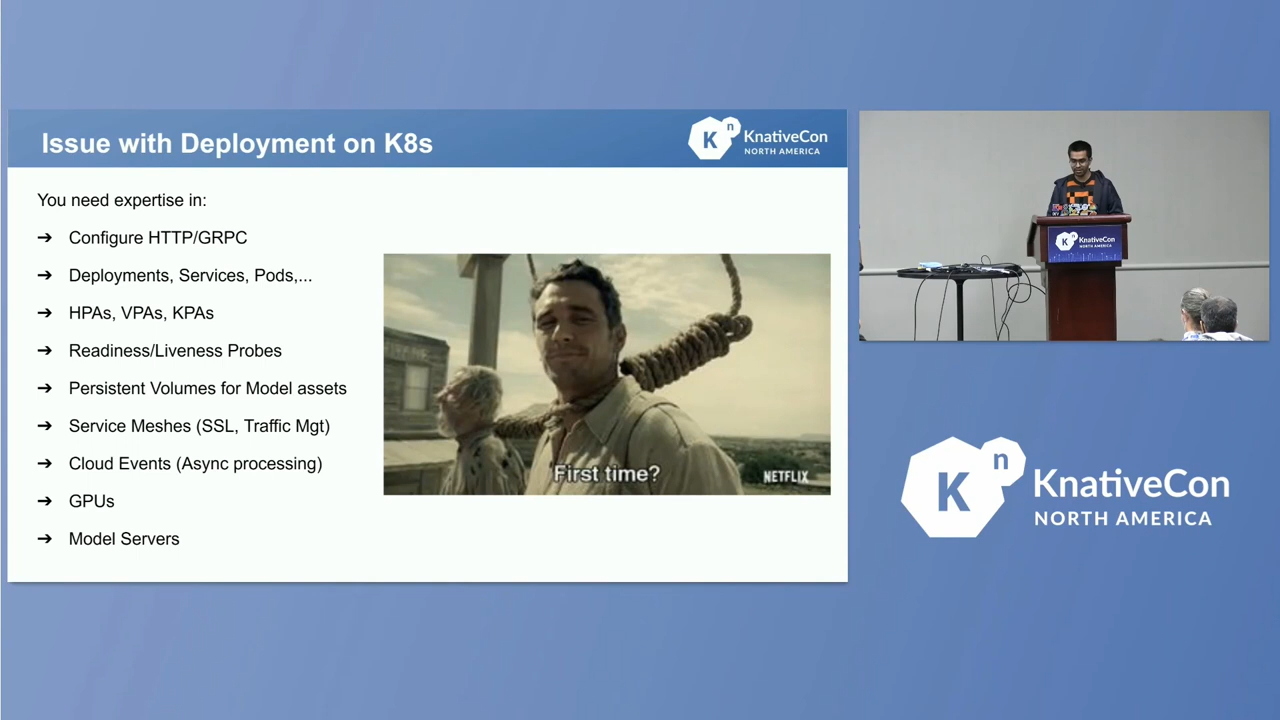 Issue with Deployment on K8s
K n KnativeCon
NORTH AMERICA
You need expertise in:
➔ Configure HTTP/GRPC
➔ Deployments, Services, Pods,...
➔ HPAs, VPAs, KPAs
➔ Readiness/Liveness Probes
➔ Persistent Volumes for Model assets
➔ Service Meshes (SSL, Traffic Mgt)
➔ Cloud Events (Async processing)
➔ GPUs
➔ Model Servers
First time?
NETFLIX
K n KnativeCon
NORTH AMERICA
K n KnativeCon
NORTH AMERICA